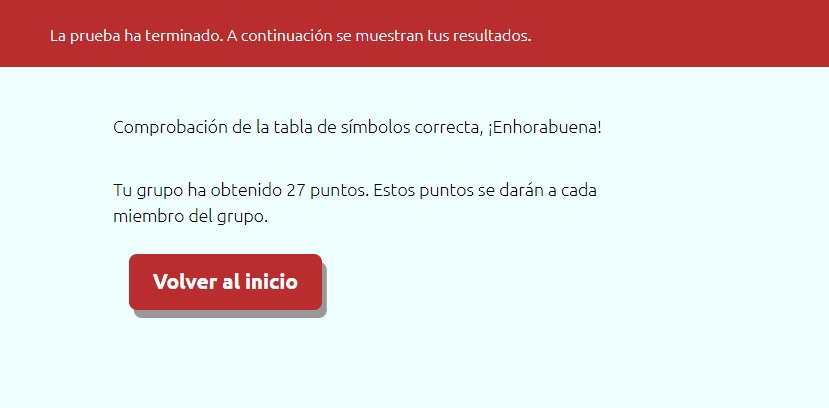 La prueba ha terminado. A continuación se muestran tus resultados.
Comprobación de la tabla de símbolos correcta, ¡Enhorabuena!
Tu grupo ha obtenido 27 puntos. Estos puntos se darán a cada
miembro del grupo.
Volver al inicio